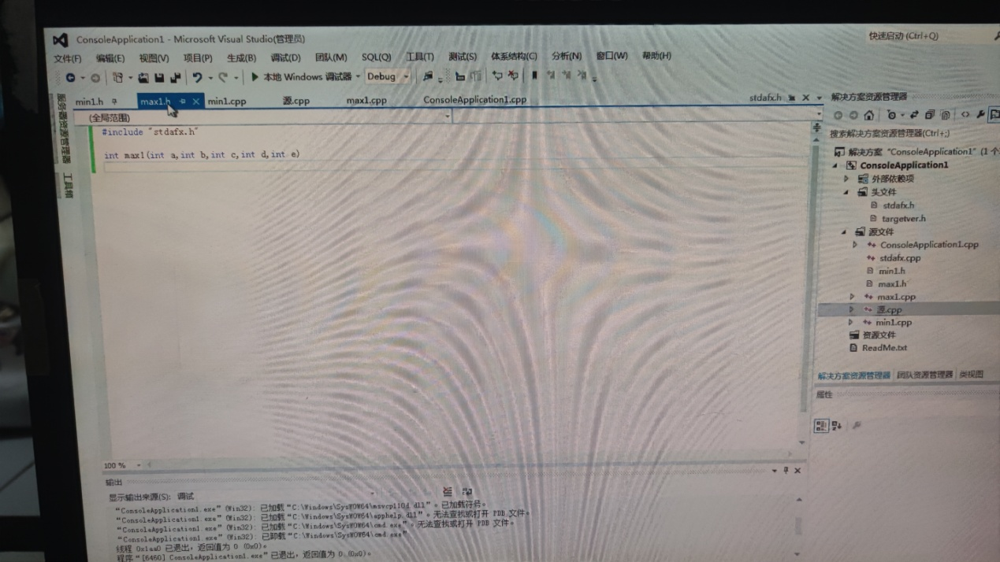 ConsoleApplication1 - Microsoft Visual Studio(管理员)
快速启动 (Ctrl+Q)
文件(F) 编辑(E) 视图(V) 项目(P) 生成(B) 调试(D) 团队(M) SQL(Q) 工具(T) 测试(S) 体系结构(C) 分析(N) 窗口(W) 帮助(H)
本地 Windows 调试器 Debug
min1.h max1.h min1.cpp 源.cpp max1.cpp ConsoleApplication1.cpp stdafx.h
(全局范围)
#include "stdafx.h"
int max1(int a,int b,int c,int d,int e)
服务器资源管理器
工具箱
100 %
输出
显示输出来源(S): 调试
"ConsoleApplication1.exe" (Win32): 已加载 "C:\Windows\SysWOW64\msvcp110d.dll"。已加载符号。
"ConsoleApplication1.exe" (Win32): 已加载 "C:\Windows\SysWOW64\apphelp.dll"。无法查找或打开 PDB 文件。
"ConsoleApplication1.exe" (Win32): 已加载 "C:\Windows\SysWOW64\cmd.exe"。无法查找或打开 PDB 文件。
"ConsoleApplication1.exe" (Win32): 已卸载 "C:\Windows\SysWOW64\cmd.exe"
线程 0x1aa0 已退出，返回值为 0 (0x0)。
程序 "[6460] ConsoleApplication1.exe" 已退出，返回值为 0 (0x0)。
解决方案资源管理器
搜索解决方案资源管理器(Ctrl+;)
解决方案 "ConsoleApplication1" (1 个
ConsoleApplication1
外部依赖项
头文件
stdafx.h
targetver.h
源文件
ConsoleApplication1.cpp
stdafx.cpp
min1.h
max1.h
max1.cpp
源.cpp
min1.cpp
资源文件
ReadMe.txt
解决方案资源管理器 团队资源管理器 类视图
属性